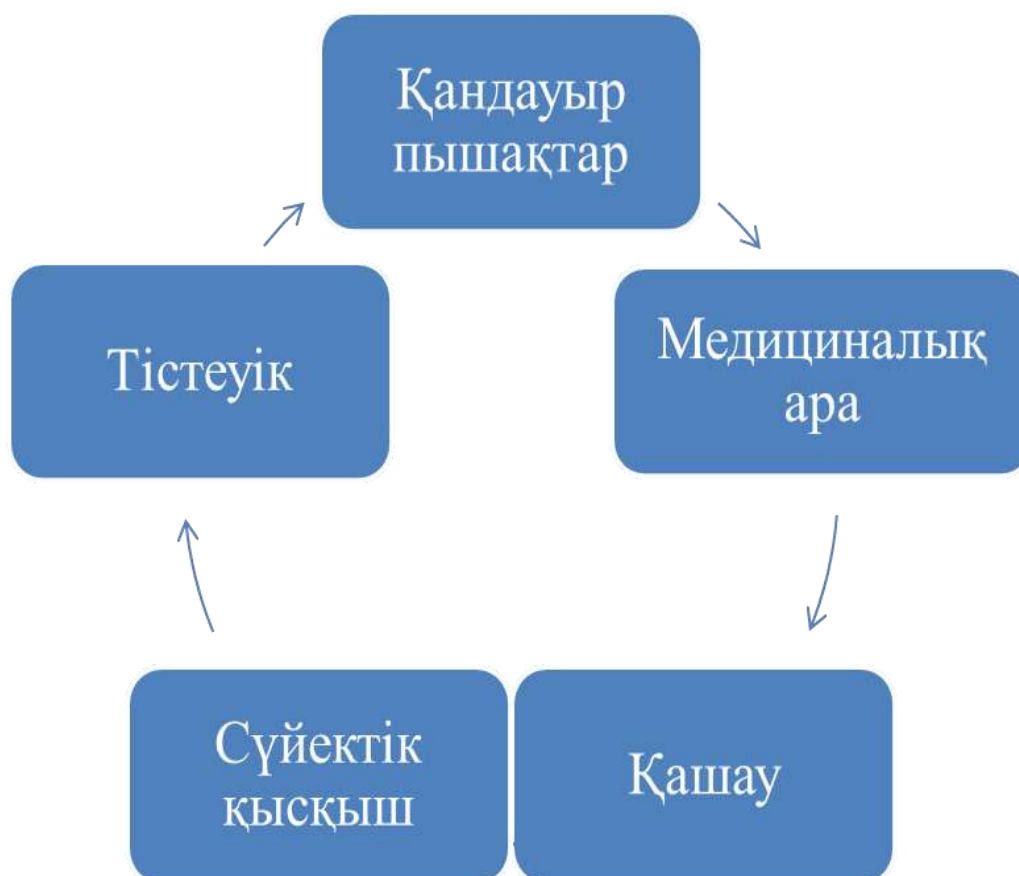 Қандауыр
пышақтар
Тістеуік
Медициналық
ара
Сүйектік
қысқыш
Қашау